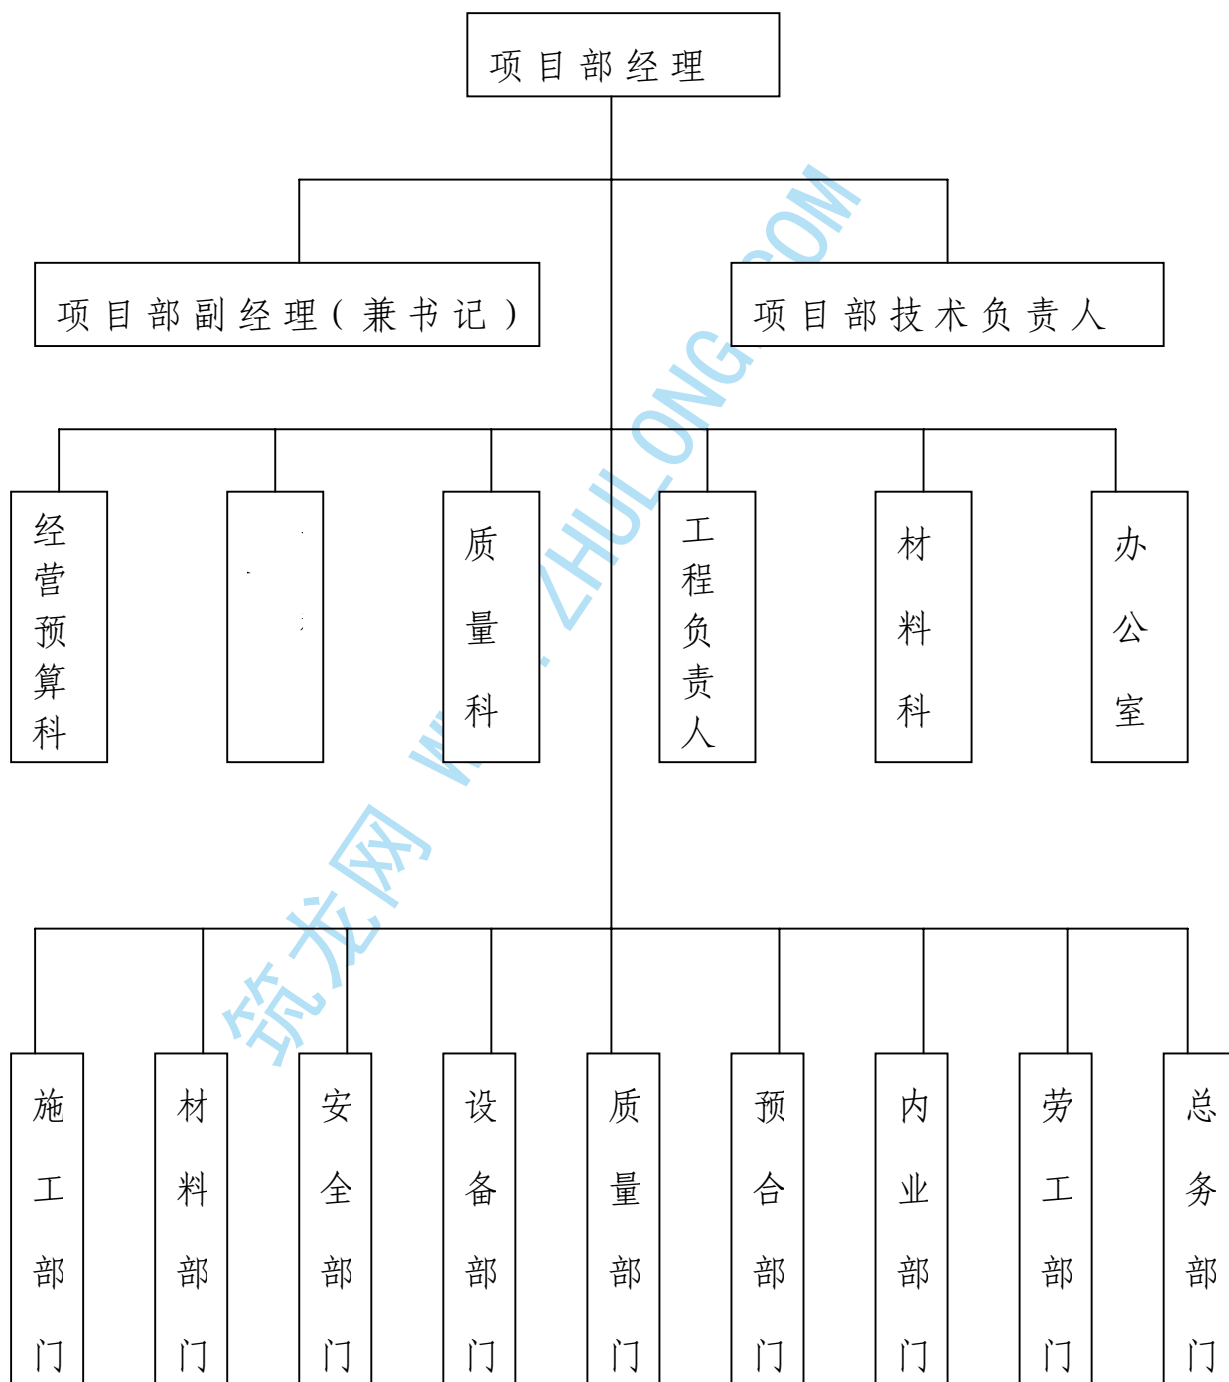 项目部经理
项目部副经理(兼书记)
项目部技术负责人
经营预算科
质量科
工程负责人
材料科
办公室
施工部门
材料部门
安全部门
设备部门
质量部门
预合部门
内业部门
劳工部门
总务部门
筑龙网 W ZHULONG.COM